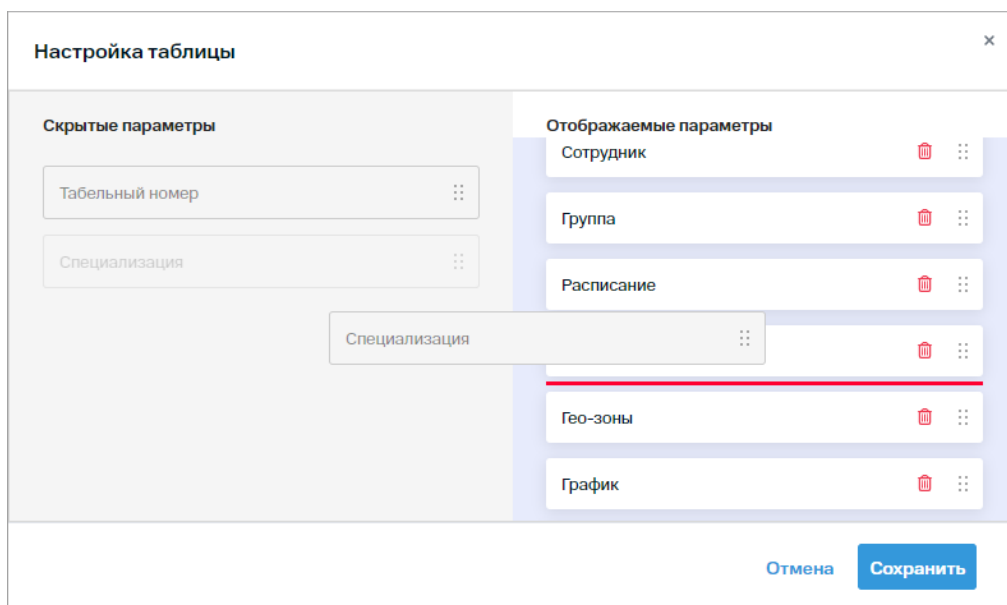 Настройка таблицы
×
Скрытые параметры
Табельный номер
Специализация
Специализация
Отображаемые параметры
Сотрудник
Группа
Расписание
Гео-зоны
График
Отмена
Сохранить